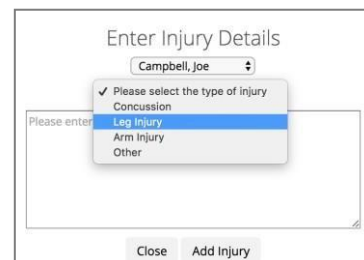 Enter Injury Details
Campbell, Joe
✓ Please select the type of injury
Concussion
Please enter
Leg Injury
Arm Injury
Other
Close Add Injury